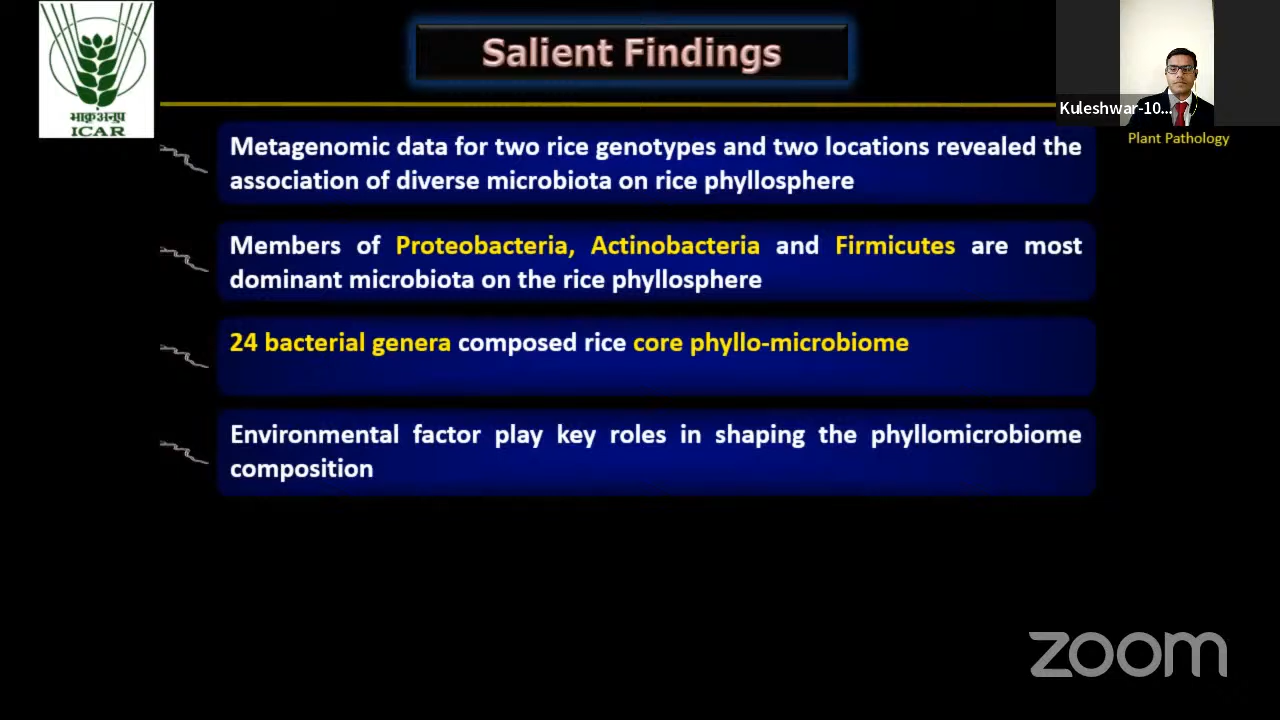 Salient Findings
भाकृअनुप
ICAR
Kuleshwar-10...
Plant Pathology
Metagenomic data for two rice genotypes and two locations revealed the
association of diverse microbiota on rice phyllosphere
Members of Proteobacteria, Actinobacteria and Firmicutes are most
dominant microbiota on the rice phyllosphere
24 bacterial genera composed rice core phyllo-microbiome
Environmental factor play key roles in shaping the phyllomicrobiome
composition
zoom